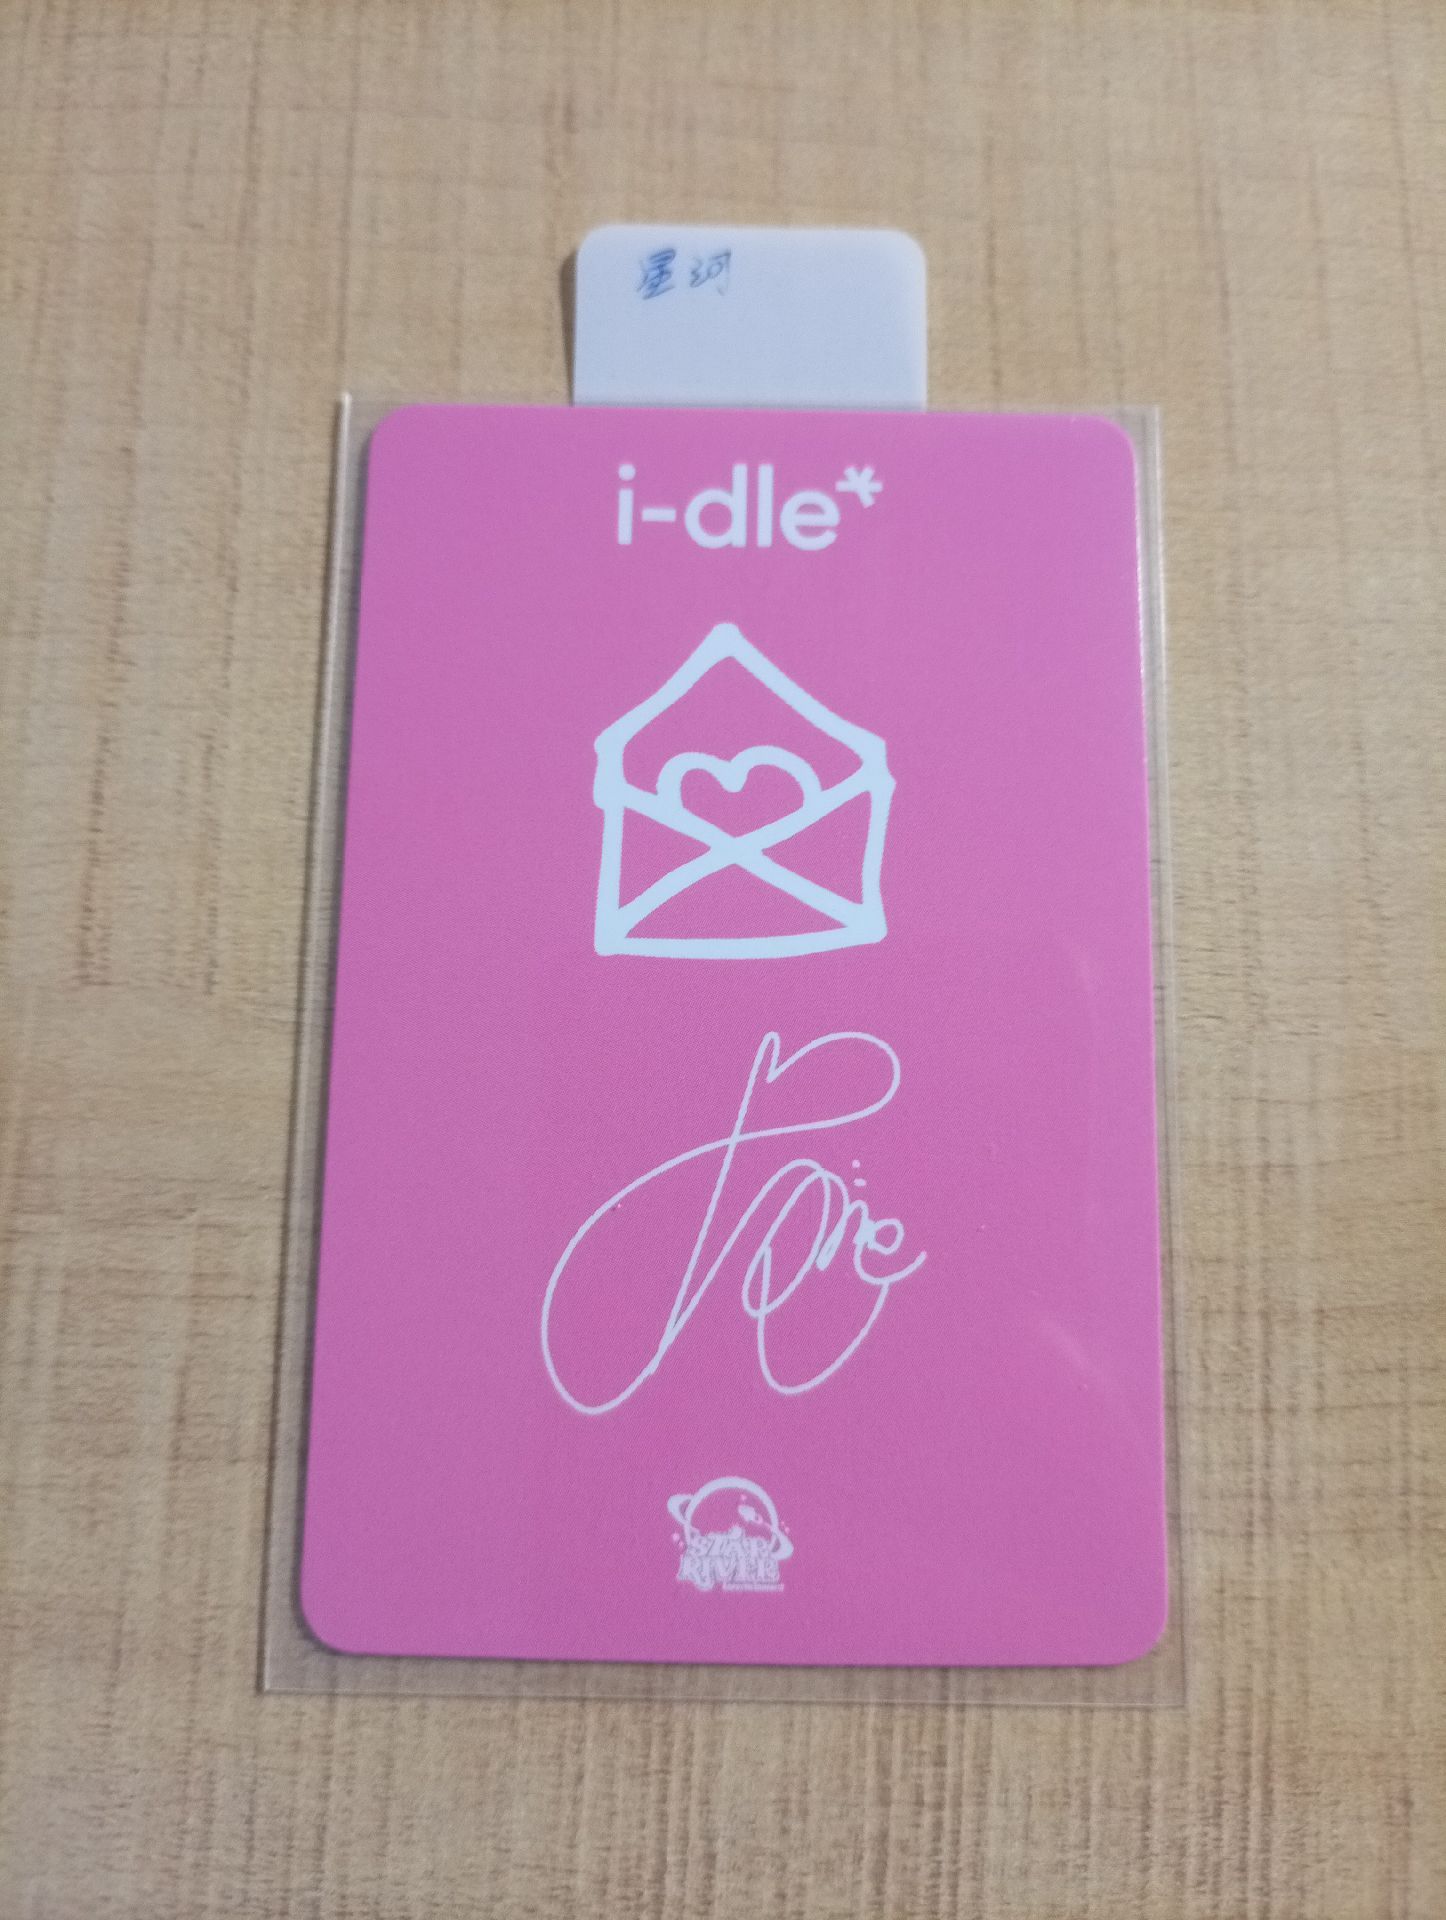 星河
i-dle*
STAR
RIVER